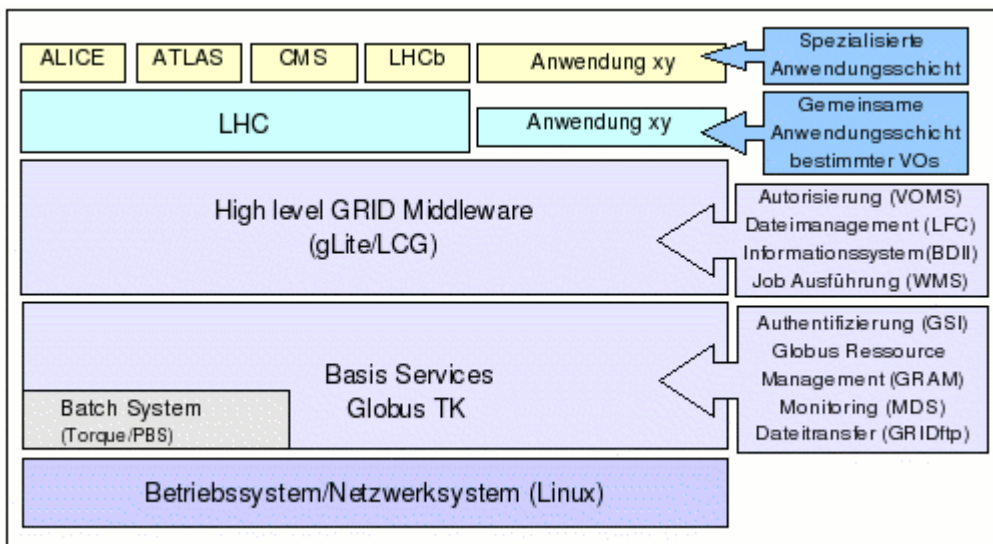 ALICE
ATLAS
CMS
LHCb
Anwendung xy
Spezialisierte
Anwendungsschicht
LHC
Anwendung xy
Gemeinsame
Anwendungsschicht
bestimmter VOs
High level GRID Middleware
(gLite/LCG)
Autorisierung (VOMS)
Dateimanagement (LFC)
Informationssystem(BDII)
Job Ausführung (WMS)
Basis Services
Globus TK
Batch System
(Torque/PBS)
Authentifizierung (GSI)
Globus Ressource
Management (GRAM)
Monitoring (MDS)
Dateitransfer (GRIDftp)
Betriebssystem/Netzwerksystem (Linux)